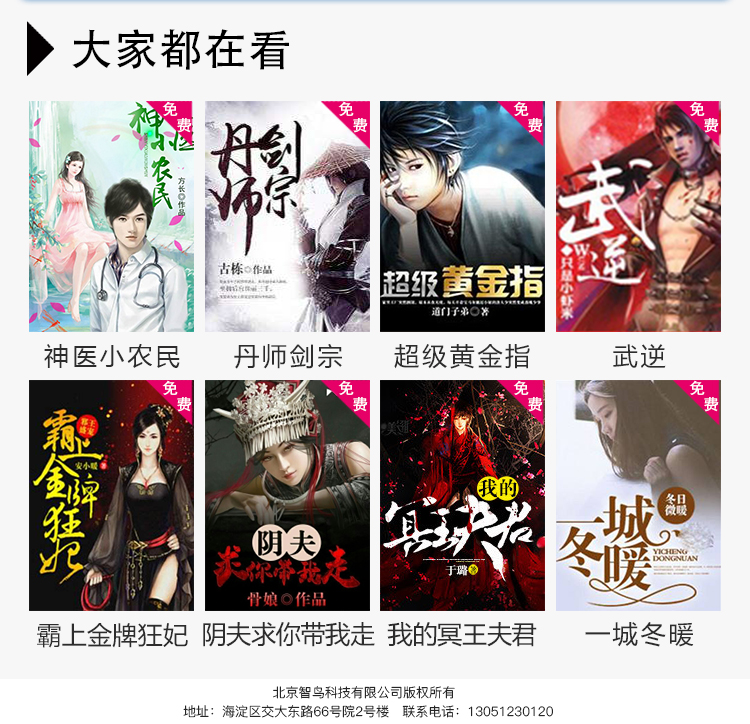 大家都在看
免费
神医小农民
方长◎作品
免费
丹师剑宗
古栋◎作品
免费
超级黄金指
道门子弟◎著
免费
武逆
只是小虾米
神医小农民
丹师剑宗
超级黄金指
武逆
免费
霸上金牌狂妃
安小暖
免费
阴夫
求你带我走
骨娘◎作品
免费
我的
冥王夫君
于璐 著
免费
一城冬暖
冬日微暖
YICHENG
DONGNUAN
霸上金牌狂妃
阴夫求你带我走
我的冥王夫君
一城冬暖
北京智鸟科技有限公司版权所有
地址：海淀区交大东路66号院2号楼 联系电话：13051230120